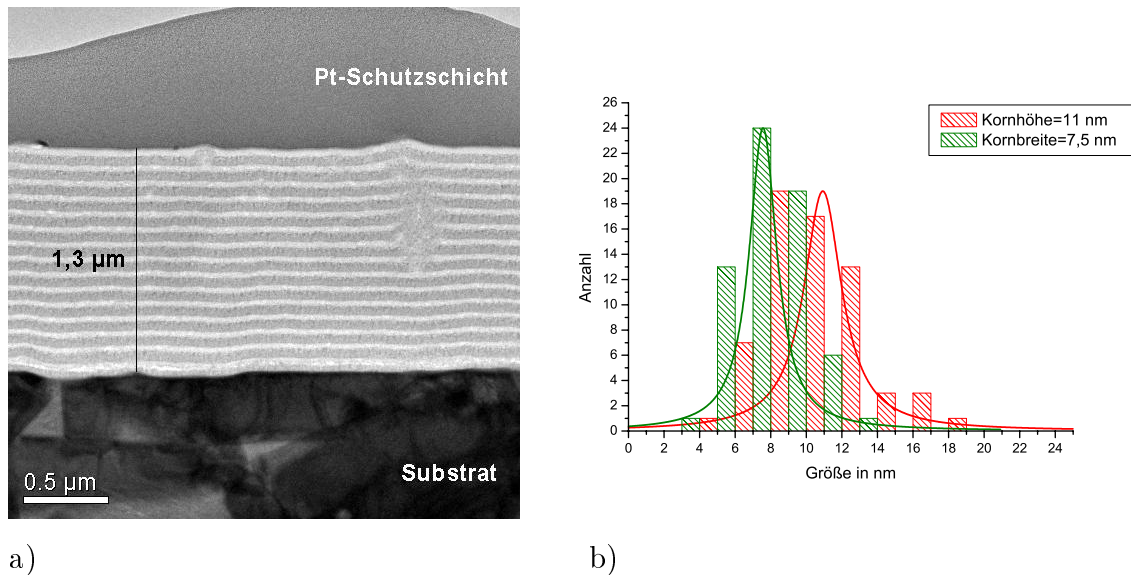 Pt-Schutzschicht
1,3 µm
Substrat
0.5 µm
a)
Kornhöhe=11 nm
Kornbreite=7,5 nm
Anzahl
26
24
22
20
18
16
14
12
10
8
6
4
2
0
0 2 4 6 8 10 12 14 16 18 20 22 24
Größe in nm
b)